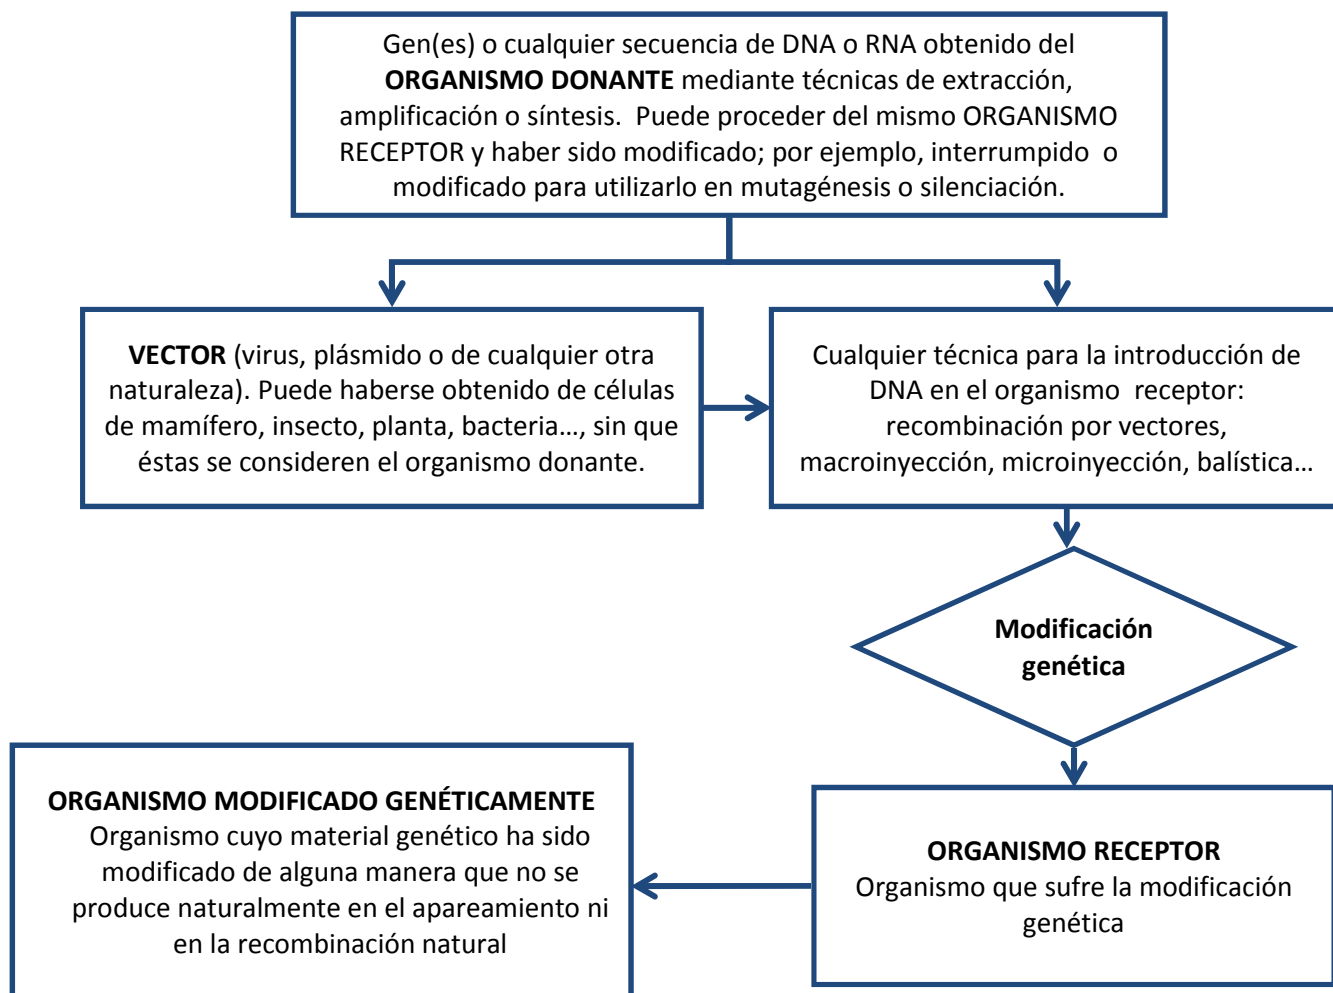 Gen(es) o cualquier secuencia de DNA o RNA obtenido del
ORGANISMO DONANTE mediante técnicas de extracción,
amplificación o síntesis.  Puede proceder del mismo ORGANISMO
RECEPTOR y haber sido modificado; por ejemplo, interrumpido  o
modificado para utilizarlo en mutagénesis o silenciación.
VECTOR (virus, plásmido o de cualquier otra
naturaleza). Puede haberse obtenido de células
de mamífero, insecto, planta, bacteria…, sin que
éstas se consideren el organismo donante.
Cualquier técnica para la introducción de
DNA en el organismo  receptor:
recombinación por vectores,
macroinyección, microinyección, balística…
Modificación
genética
ORGANISMO MODIFICADO GENÉTICAMENTE
Organismo cuyo material genético ha sido
modificado de alguna manera que no se
produce naturalmente en el apareamiento ni
en la recombinación natural
ORGANISMO RECEPTOR
Organismo que sufre la modificación
genética